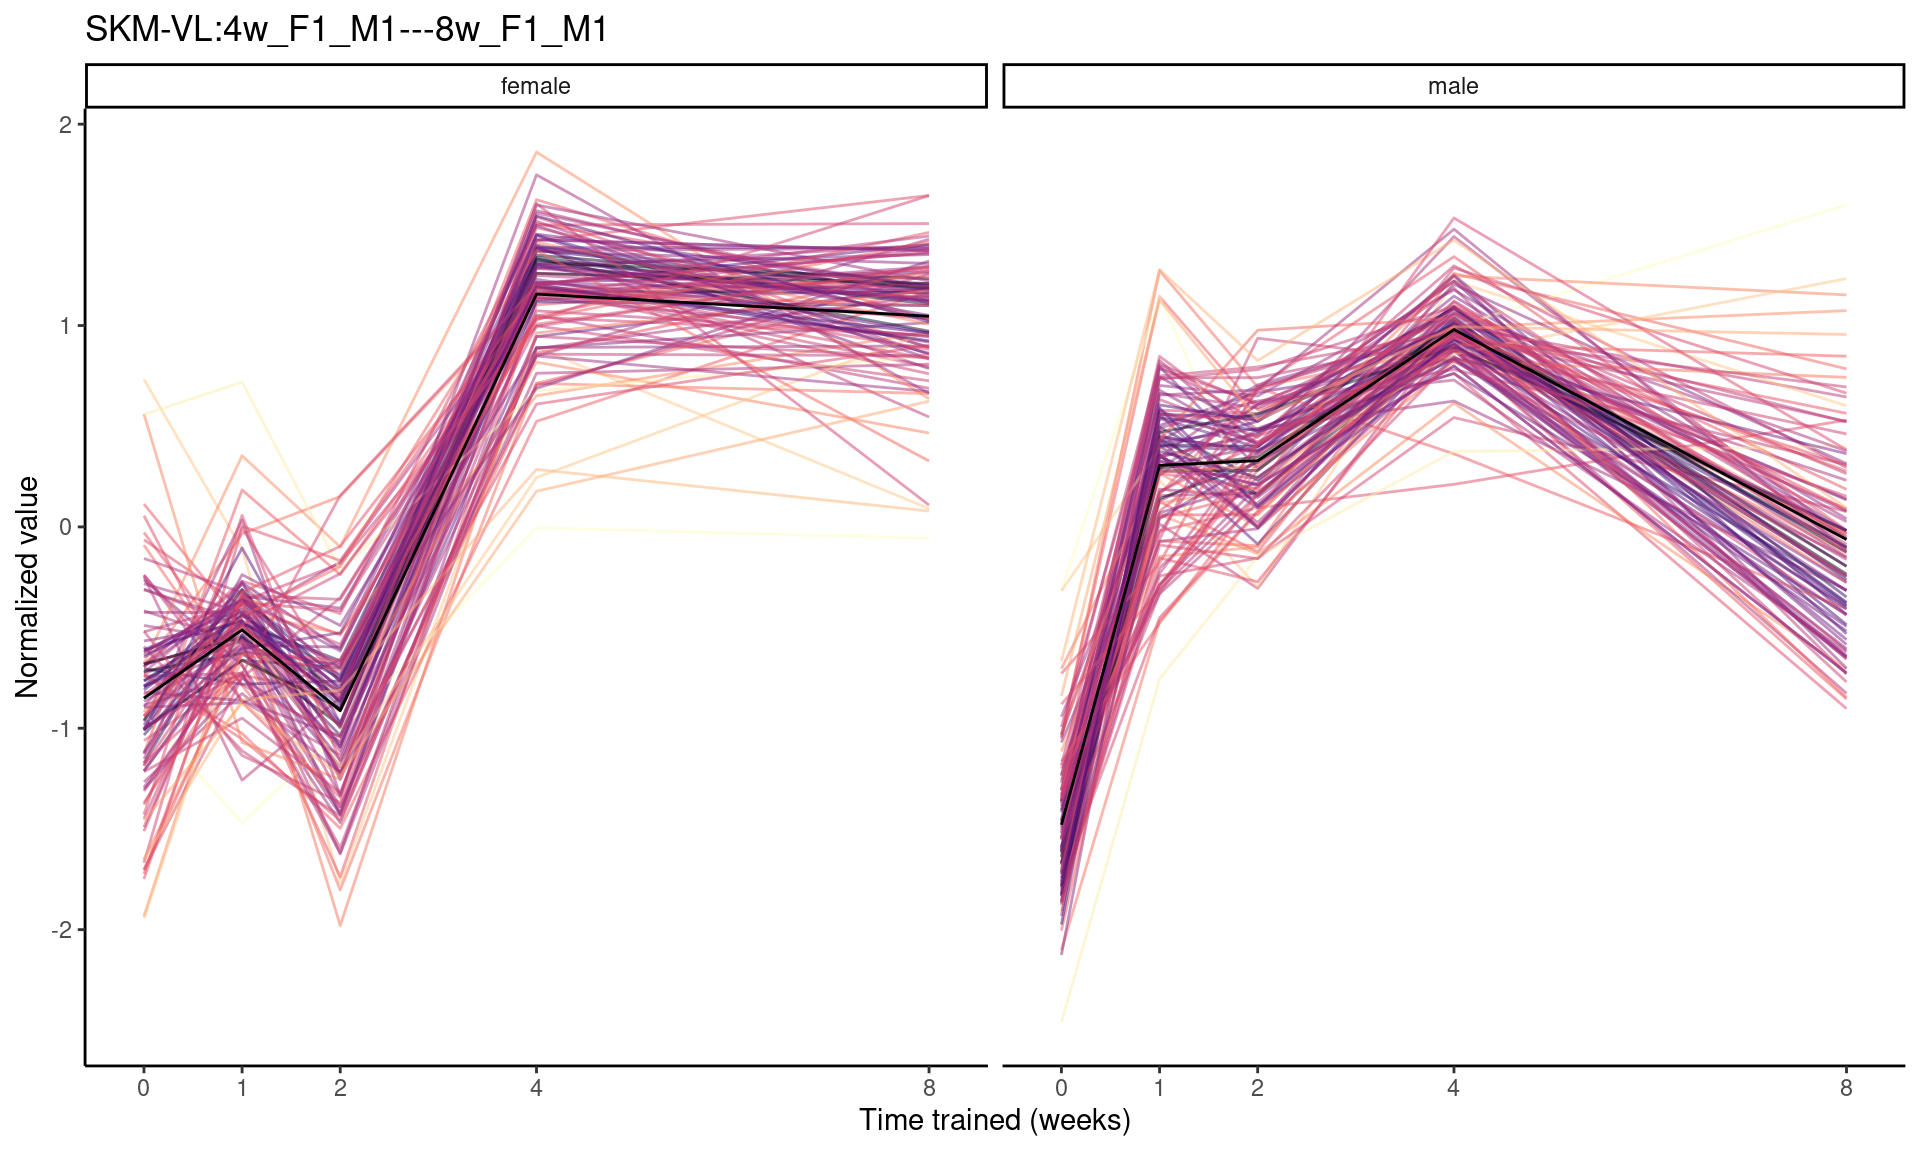 SKM-VL:4w_F1_M1---8w_F1_M1
female
male
Normalized value
2
1
0
-1
-2
0 1 2 4 8
0 1 2 4 8
Time trained (weeks)